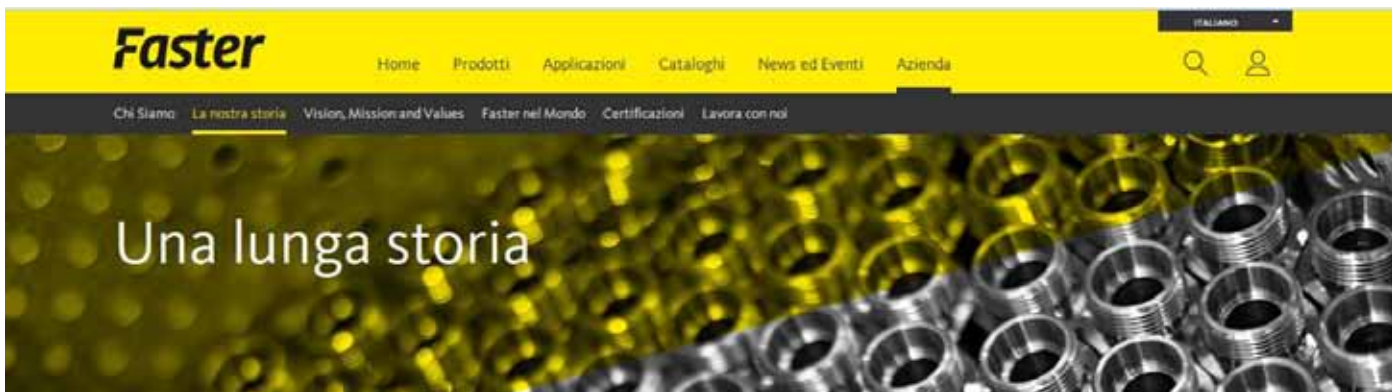 ITALIANO
Faster
Home Prodotti Applicazioni Cataloghi News ed Eventi Azienda
Chi Siamo La nostra storia Vision, Mission and Values Faster nel Mondo Certificazioni Lavora con noi
Una lunga storia